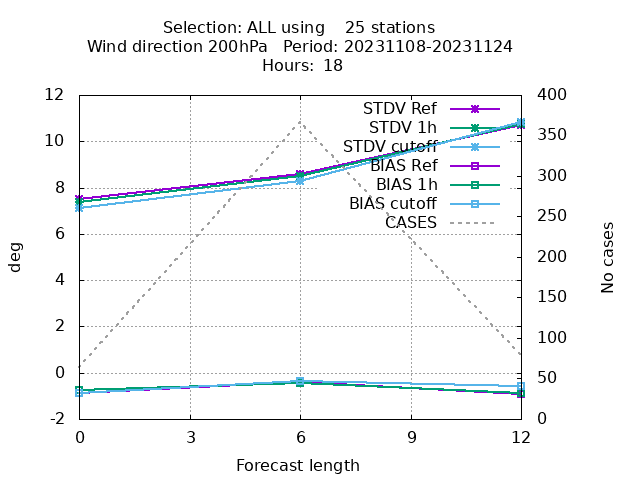 Selection: ALL using    25 stations
Wind direction 200hPa   Period: 20231108-20231124
Hours: 18
STDV Ref
STDV 1h
STDV cutoff
BIAS Ref
BIAS 1h
BIAS cutoff
CASES
deg
12
10
8
6
4
2
0
-2
400
350
300
250
200
150
100
50
0
No cases
0 3 6 9 12
Forecast length